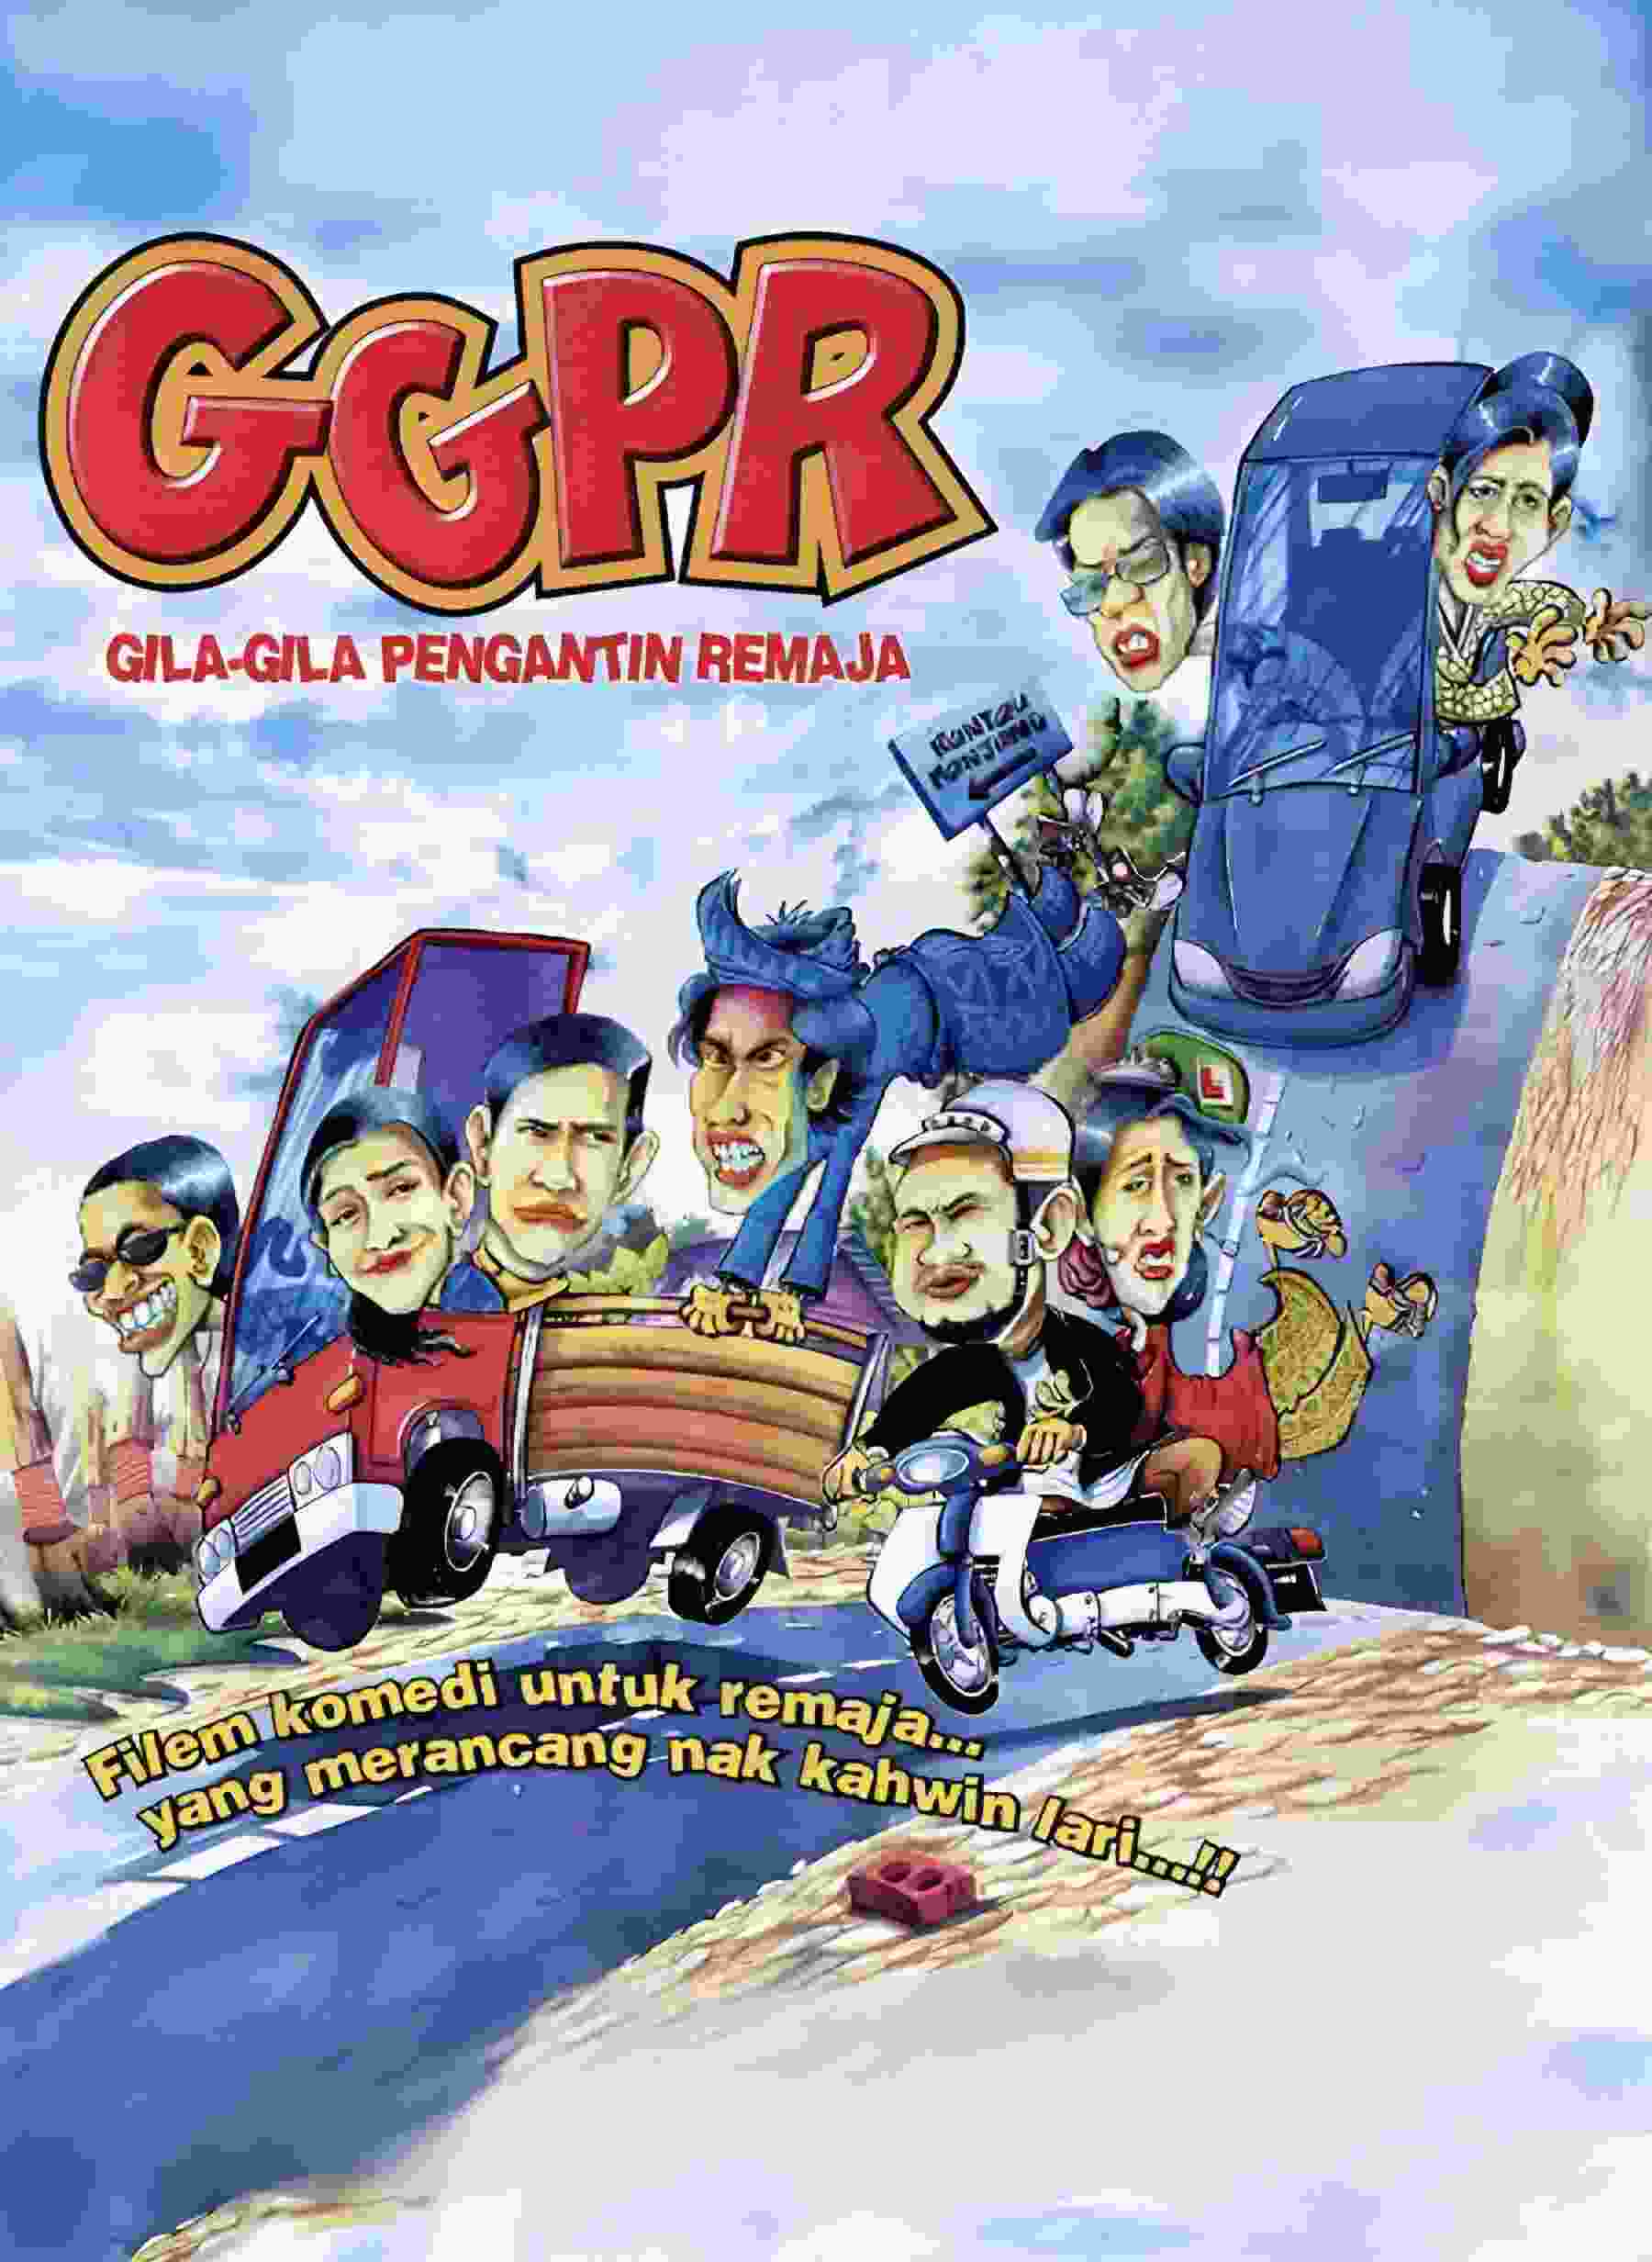 GGPR
GILA-GILA PENGANTIN REMAJA
L
Filem komedi untuk remaja...
yang merancang nak kahwin lari...!!